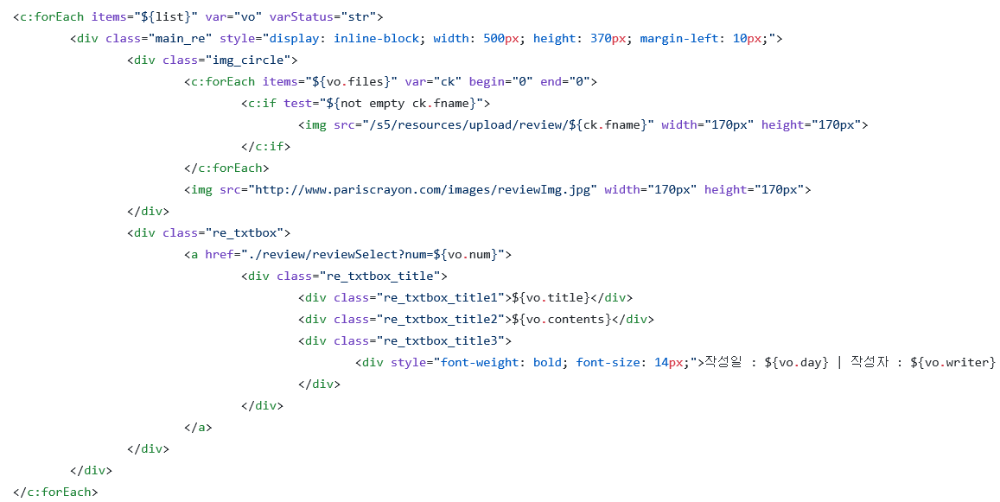 <c:forEach items="${list}" var="vo" varStatus="str">
<div class="main_re" style="display: inline-block; width: 500px; height: 370px; margin-left: 10px;">
<div class="img_circle">
<c:forEach items="${vo.files}" var="ck" begin="0" end="0">
<c:if test="${not empty ck.fname}">
<img src="/s5/resources/upload/review/${ck.fname}" width="170px" height="170px">
</c:if>
</c:forEach>
<img src="http://www.pariscrayon.com/images/reviewImg.jpg" width="170px" height="170px">
</div>
<div class="re_txtbox">
<a href="./review/reviewSelect?num=${vo.num}">
<div class="re_txtbox_title">
<div class="re_txtbox_title1">${vo.title}</div>
<div class="re_txtbox_title2">${vo.contents}</div>
<div class="re_txtbox_title3">
<div style="font-weight: bold; font-size: 14px;">작성일 : ${vo.day} | 작성자 : ${vo.writer}
</div>
</div>
</a>
</div>
</div>
</c:forEach>